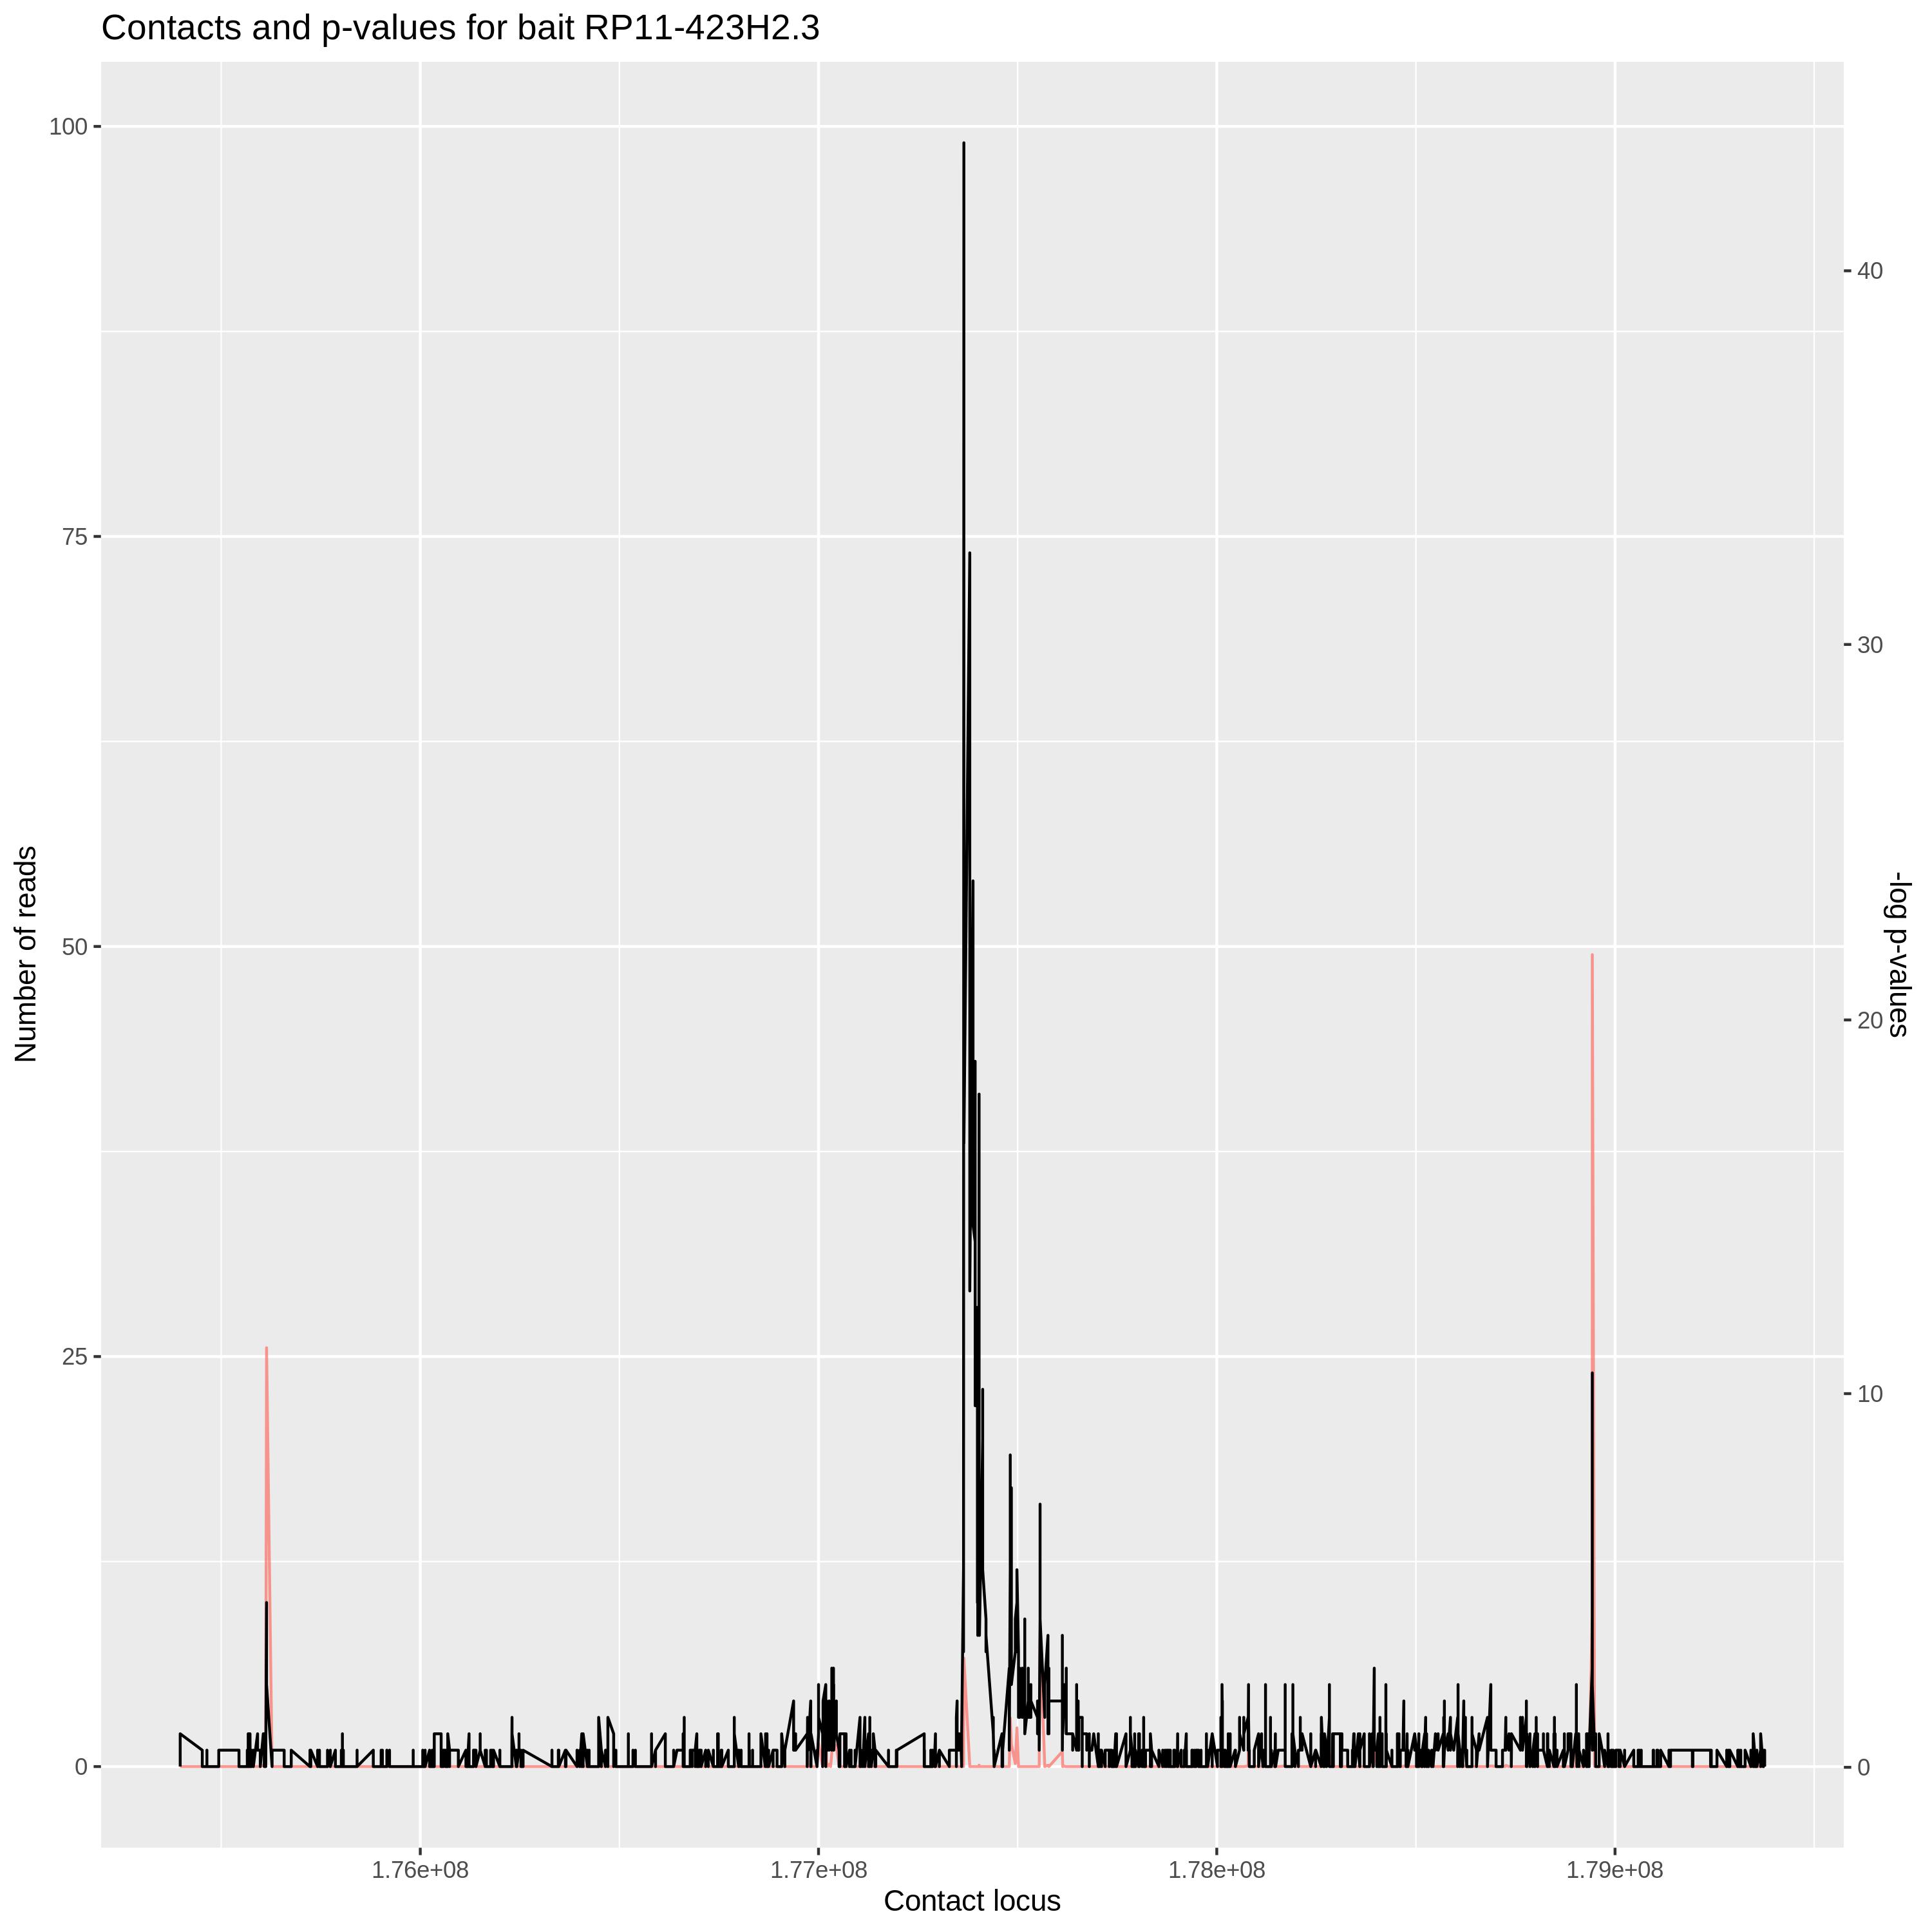 Contacts and p-values for bait RP11-423H2.3
100
75
50
25
0
Number of reads
40
30
20
10
0
-log p-values
1.76e+08
1.77e+08
1.78e+08
1.79e+08
Contact locus